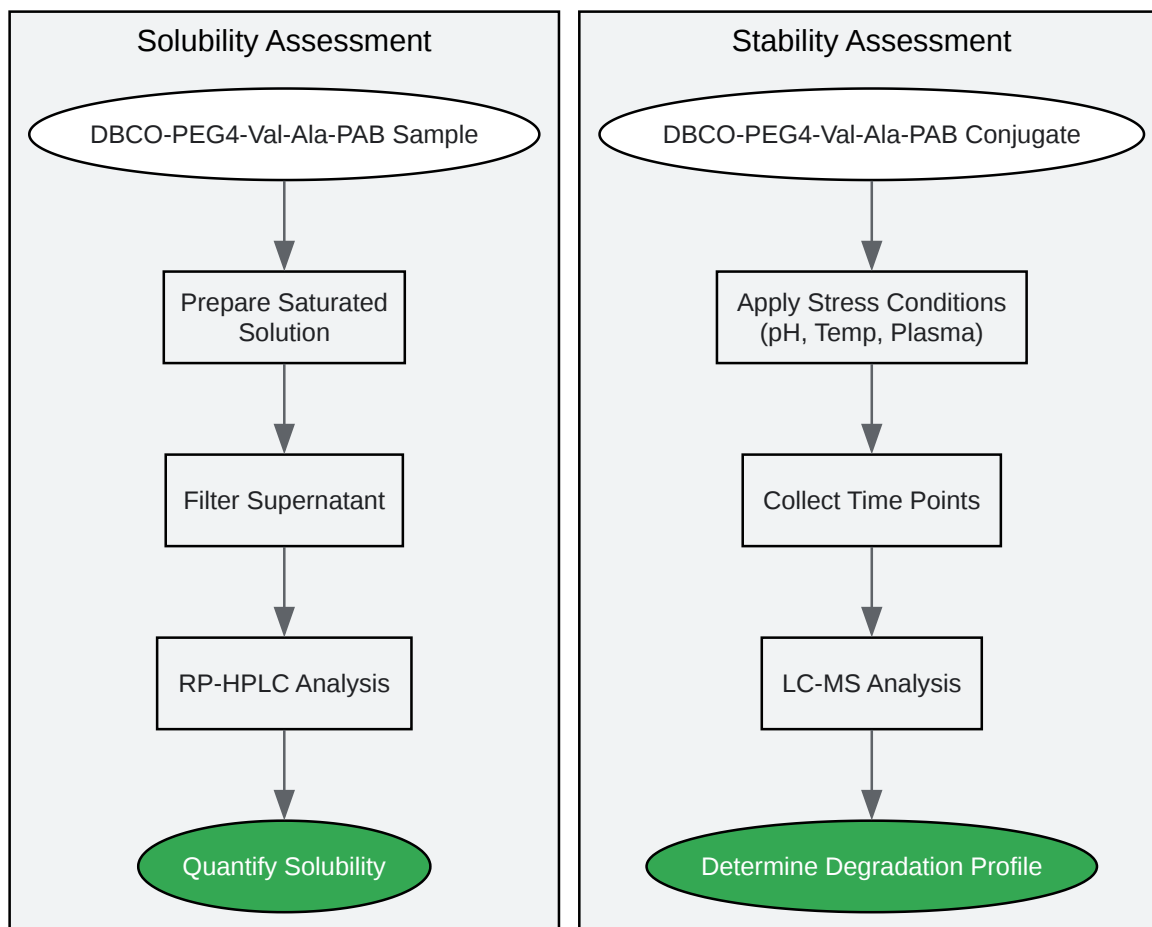 Solubility Assessment
DBCO-PEG4-Val-Ala-PAB Sample
Prepare Saturated
Solution
Filter Supernatant
RP-HPLC Analysis
Quantify Solubility
Stability Assessment
DBCO-PEG4-Val-Ala-PAB Conjugate
Apply Stress Conditions
(pH, Temp, Plasma)
Collect Time Points
LC-MS Analysis
Determine Degradation Profile